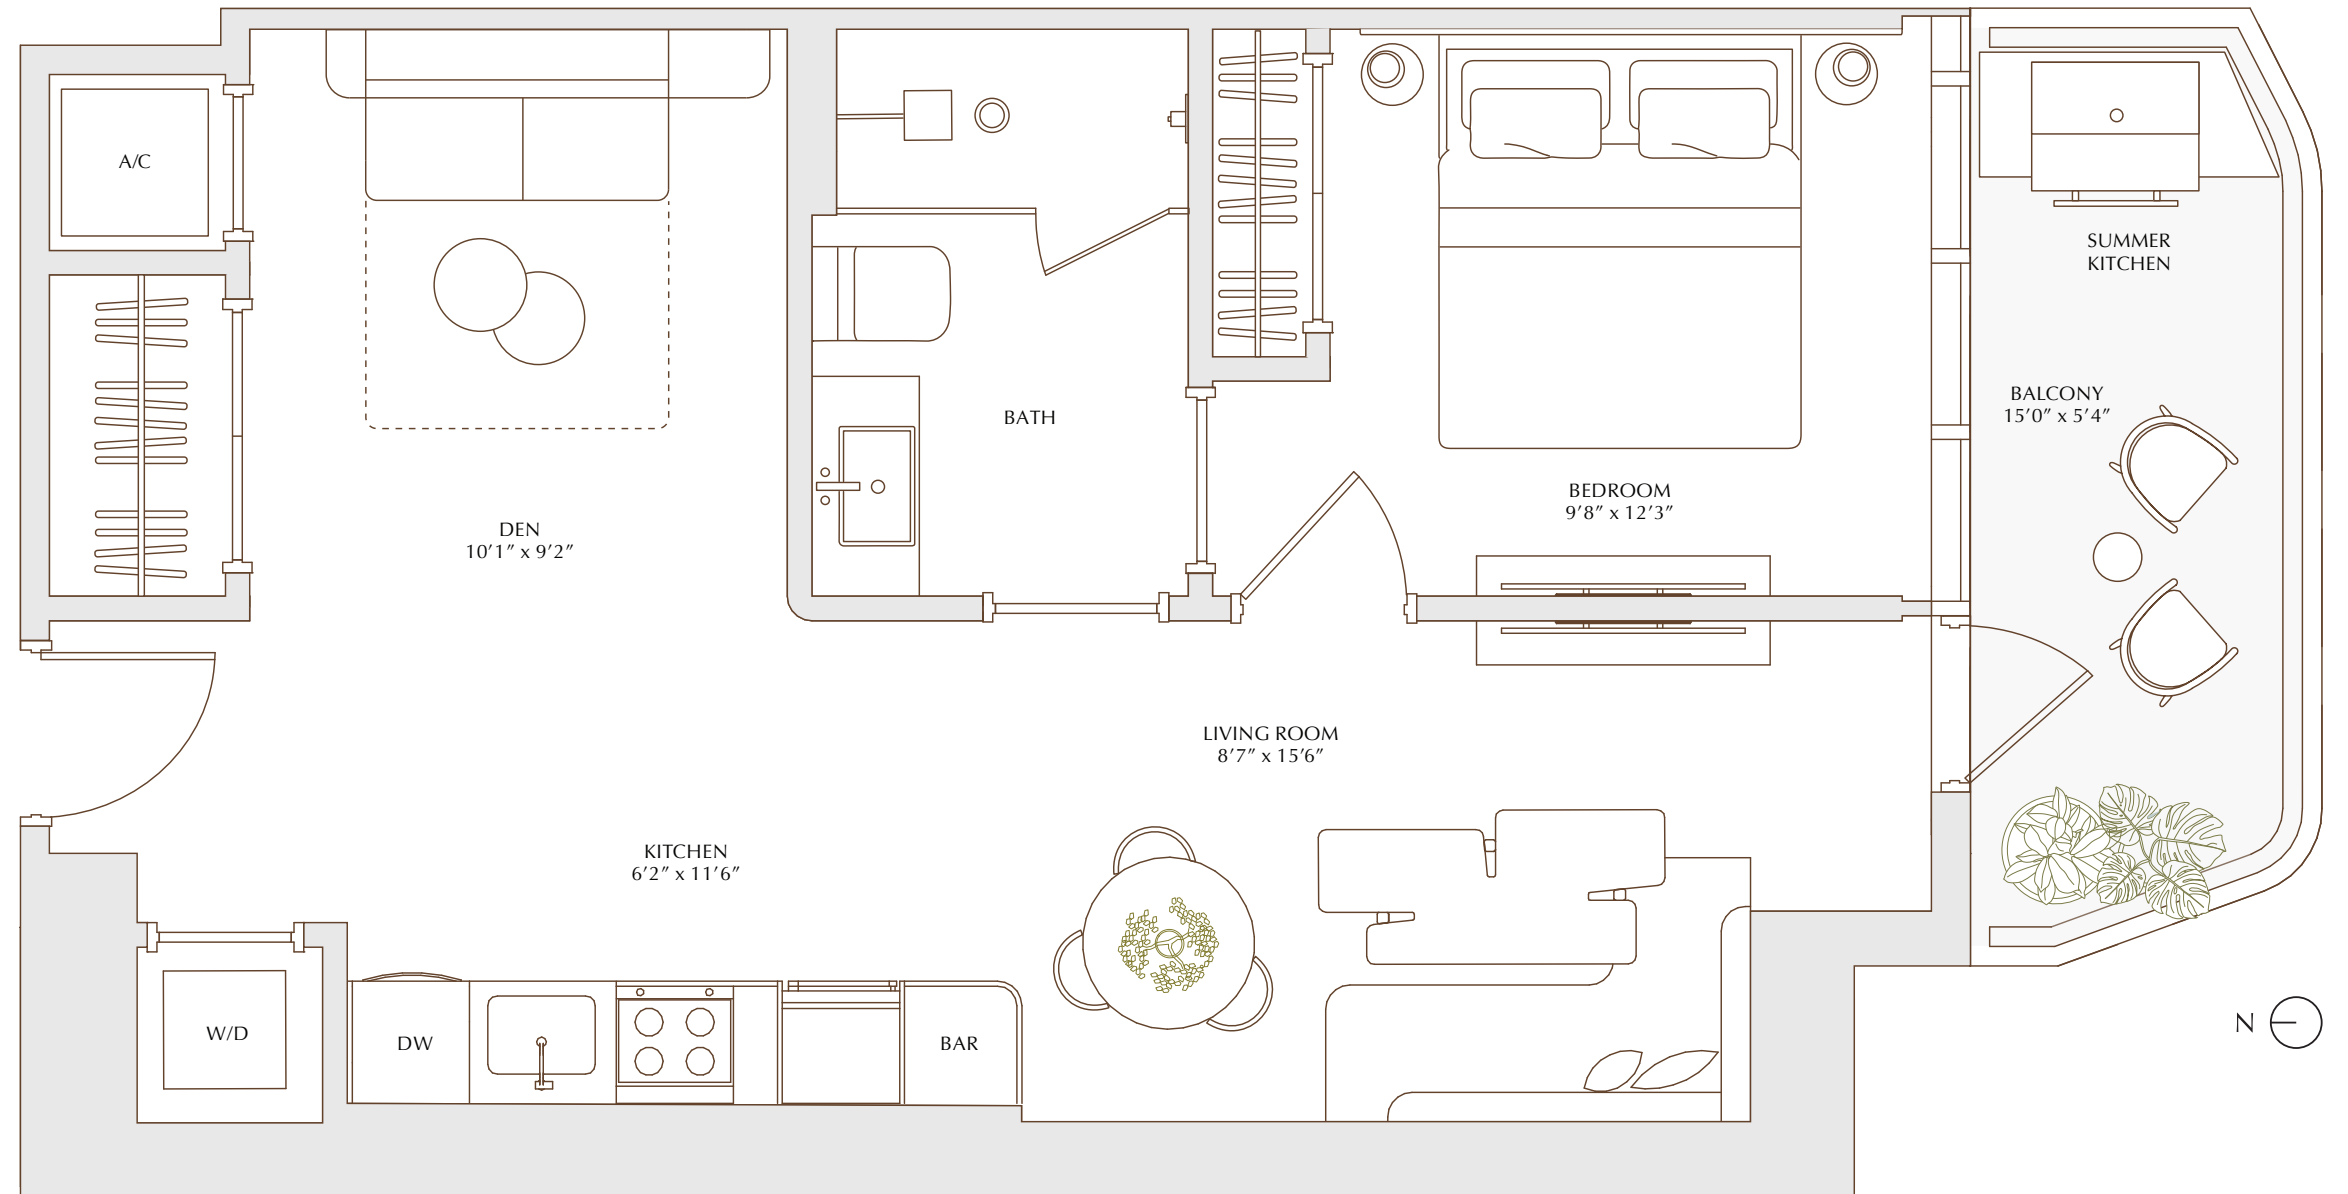 A/C
SUMMER
KITCHEN
BALCONY
15’0” x 5’4”
BATH
BEDROOM
9’8” x 12’3”
DEN
10’1” x 9’2”
LIVING ROOM
8’7” x 15’6”
KITCHEN
6’2” x 11’6”
W/D
DW
BAR
N